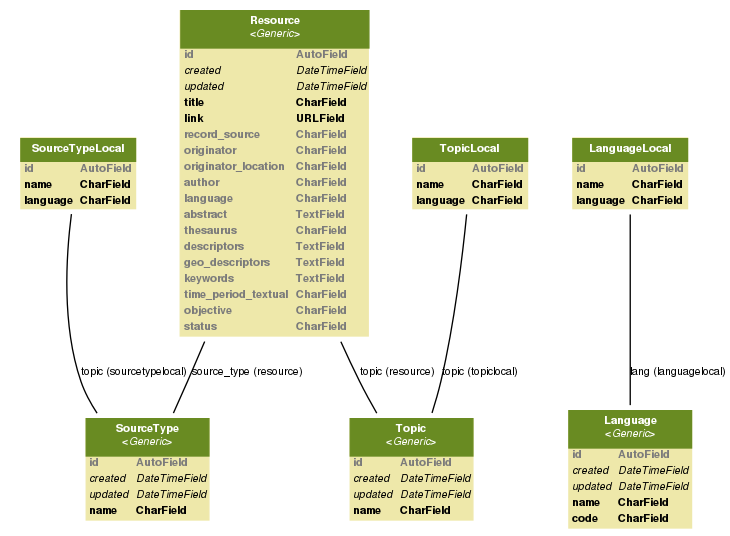 Resource
<Generic>
id AutoField
created DateTimeField
updated DateTimeField
title CharField
link URLField
record_source CharField
originator CharField
originator_location CharField
author CharField
language CharField
abstract TextField
thesaurus CharField
descriptors TextField
geo_descriptors TextField
keywords TextField
time_period_textual CharField
objective CharField
status CharField
SourceTypeLocal
id AutoField
name CharField
language CharField
TopicLocal
id AutoField
name CharField
language CharField
LanguageLocal
id AutoField
name CharField
language CharField
topic (sourcetypelocal)
source_type (resource)
topic (resource)
topic (topiclocal)
lang (languagelocal)
SourceType
<Generic>
id AutoField
created DateTimeField
updated DateTimeField
name CharField
Topic
<Generic>
id AutoField
created DateTimeField
updated DateTimeField
name CharField
Language
<Generic>
id AutoField
created DateTimeField
updated DateTimeField
name CharField
code CharField